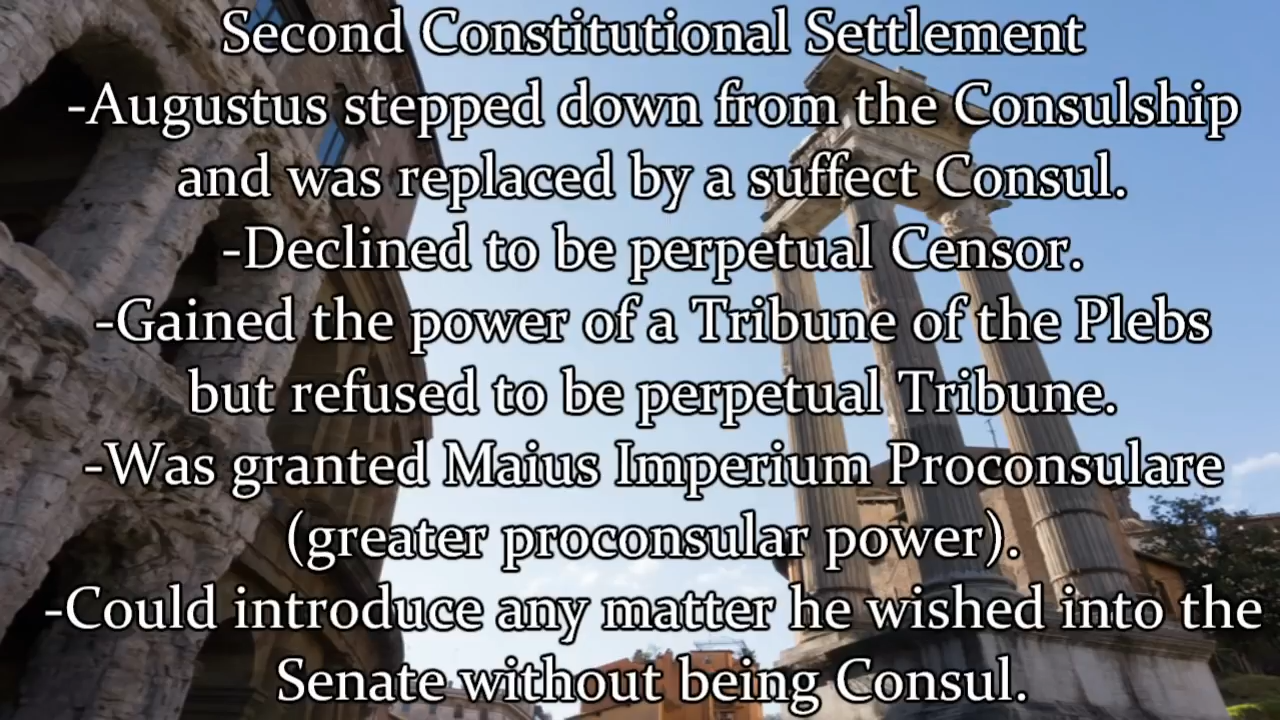 Second Constitutional Settlement
-Augustus stepped down from the Consulship
and was replaced by a suffect Consul.
-Declined to be perpetual Censor.
-Gained the power of a Tribune of the Plebs
but refused to be perpetual Tribune.
-Was granted Maius Imperium Proconsulare
(greater proconsular power).
-Could introduce any matter he wished into the
Senate without being Consul.